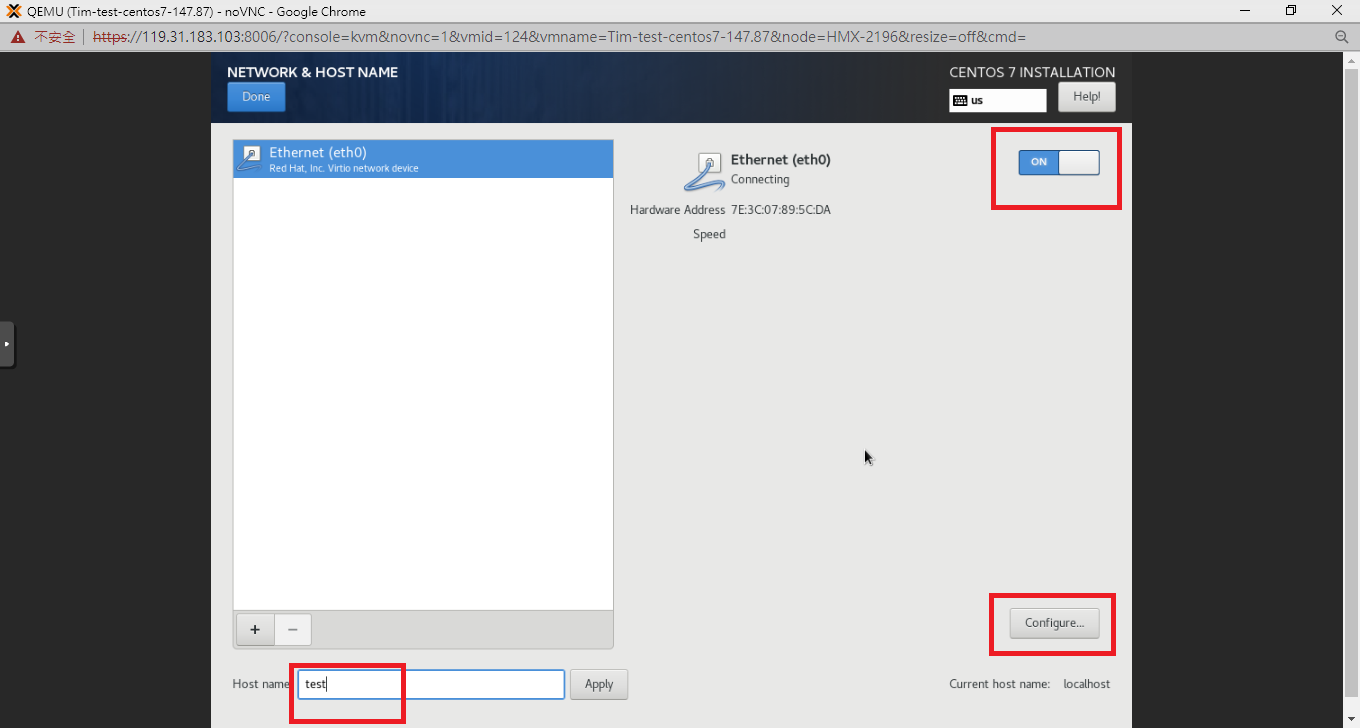 QEMU (Tim-test-centos7-147.87) - noVNC - Google Chrome
不安全 https://119.31.183.103:8006/?console=kvm&novnc=1&vmid=124&vmname=Tim-test-centos7-147.87&node=HMX-2196&resize=off&cmd=
NETWORK & HOST NAME
Done
CENTOS 7 INSTALLATION
us
Help!
Ethernet (eth0)
Red Hat, Inc. Virtio network device
Ethernet (eth0)
Connecting
ON
Hardware Address 7E:3C:07:89:5C:DA
Speed
+ −
Configure...
Host name test Apply
Current host name: localhost